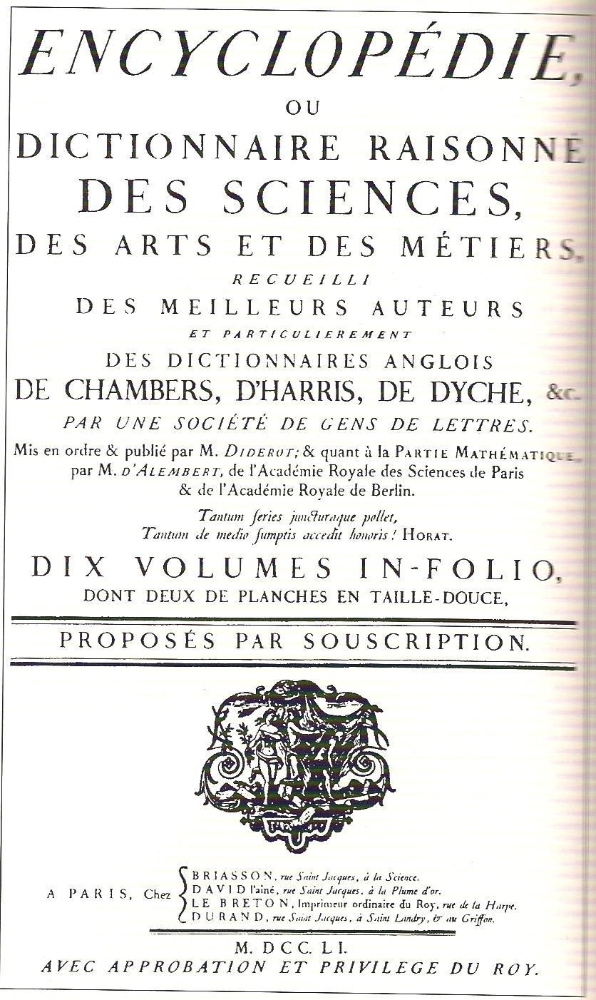 ENCYCLOPÉDIE,
OU
DICTIONNAIRE RAISONNÉ
DES SCIENCES,
DES ARTS ET DES MÉTIERS,
RECUEILLI
DES MEILLEURS AUTEURS
ET PARTICULIEREMENT
DES DICTIONNAIRES ANGLOIS
DE CHAMBERS, D'HARRIS, DE DYCHE, &c.
PAR UNE SOCIÉTÉ DE GENS DE LETTRES.
Mis en ordre & publié par M. DIDEROT; & quant à la PARTIE MATHÉMATIQUE,
par M. D'ALEMBERT, de l'Académie Royale des Sciences de Paris
& de l'Académie Royale de Berlin.
Tantum ſeries juncturaque pollet,
Tantum de medio ſumptis accedit honoris! HORAT.
DIX VOLUMES IN-FOLIO,
DONT DEUX DE PLANCHES EN TAILLE-DOUCE,
PROPOSÉS PAR SOUSCRIPTION.
A PARIS, Chez
BRIASSON, rue Saint Jacques, à la Science.
DAVID l'aîné, rue Saint Jacques, à la Plume d'or.
LE BRETON, Imprimeur ordinaire du Roy, rue de la Harpe.
DURAND, rue Saint Jacques, à Saint Landry, & au Griffon.
M. DCC. LI.
AVEC APPROBATION ET PRIVILEGE DU ROY.